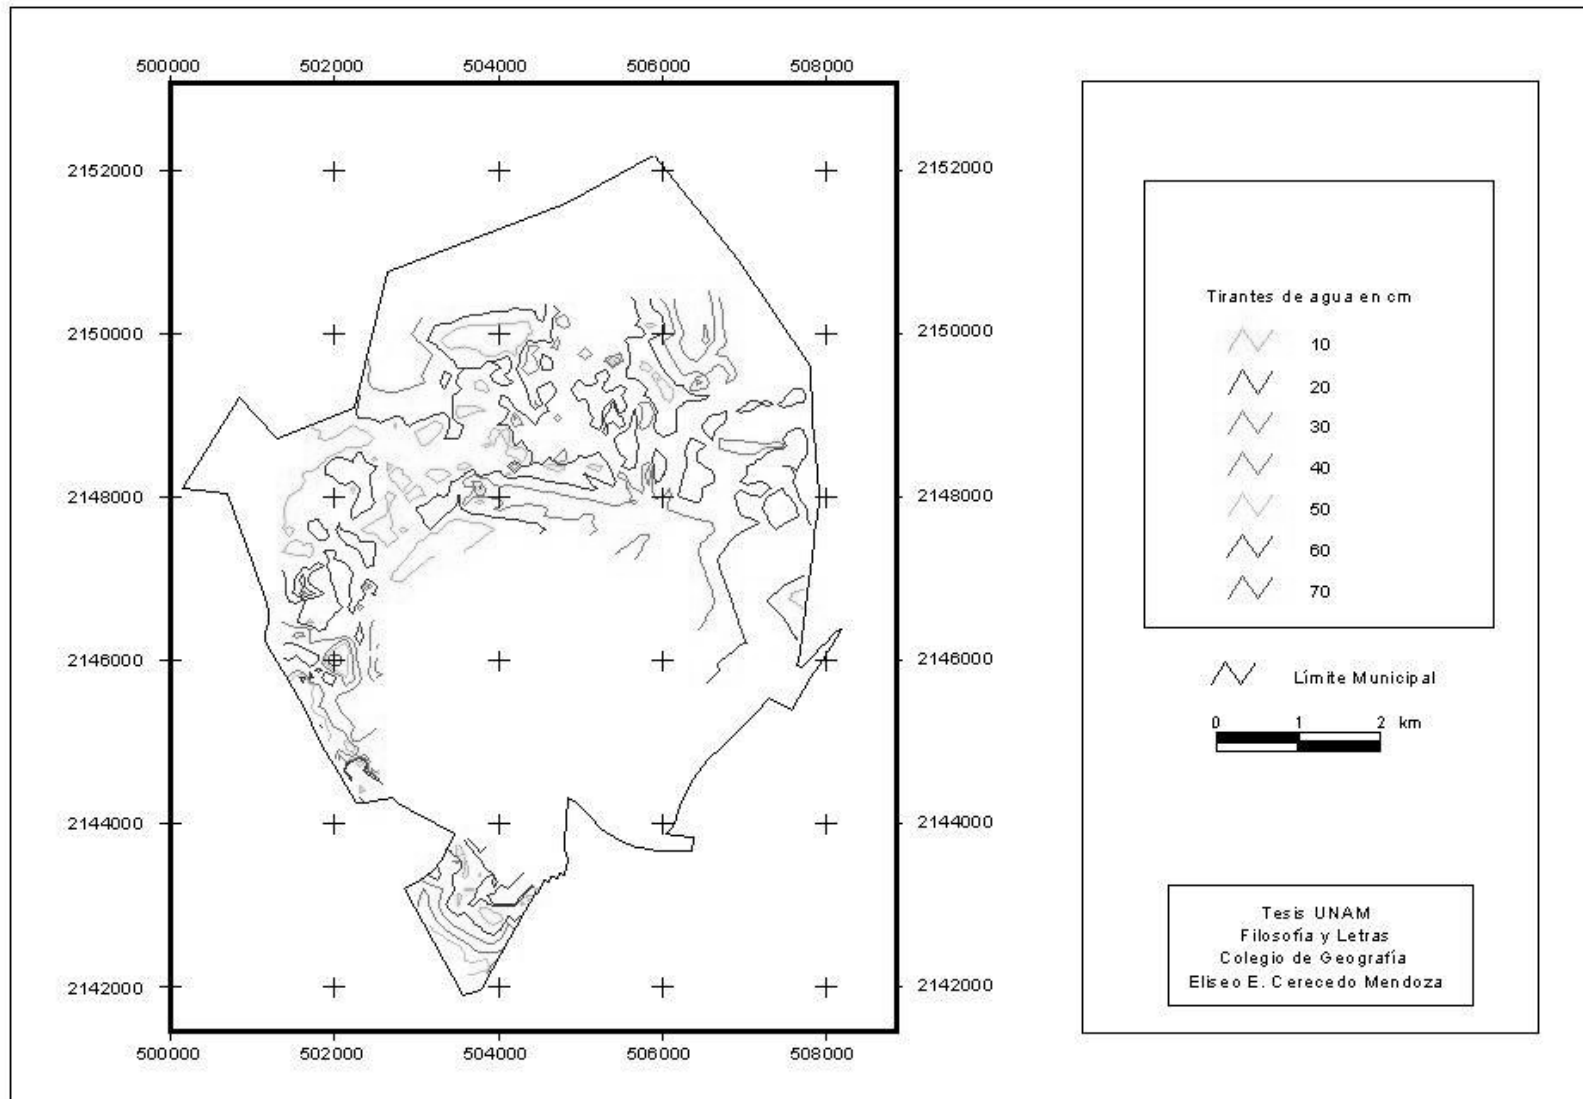 500000 502000 504000 506000 508000
2152000 2152000
2150000 2150000
2148000 2148000
2146000 2146000
2144000 2144000
2142000 2142000
500000 502000 504000 506000 508000
Tirantes de agua en cm
10
20
30
40
50
60
70
Límite Municipal
0 1 2 km
Tesis UNAM
Filosofía y Letras
Colegio de Geografía
Eliseo E. Cerecedo Mendoza